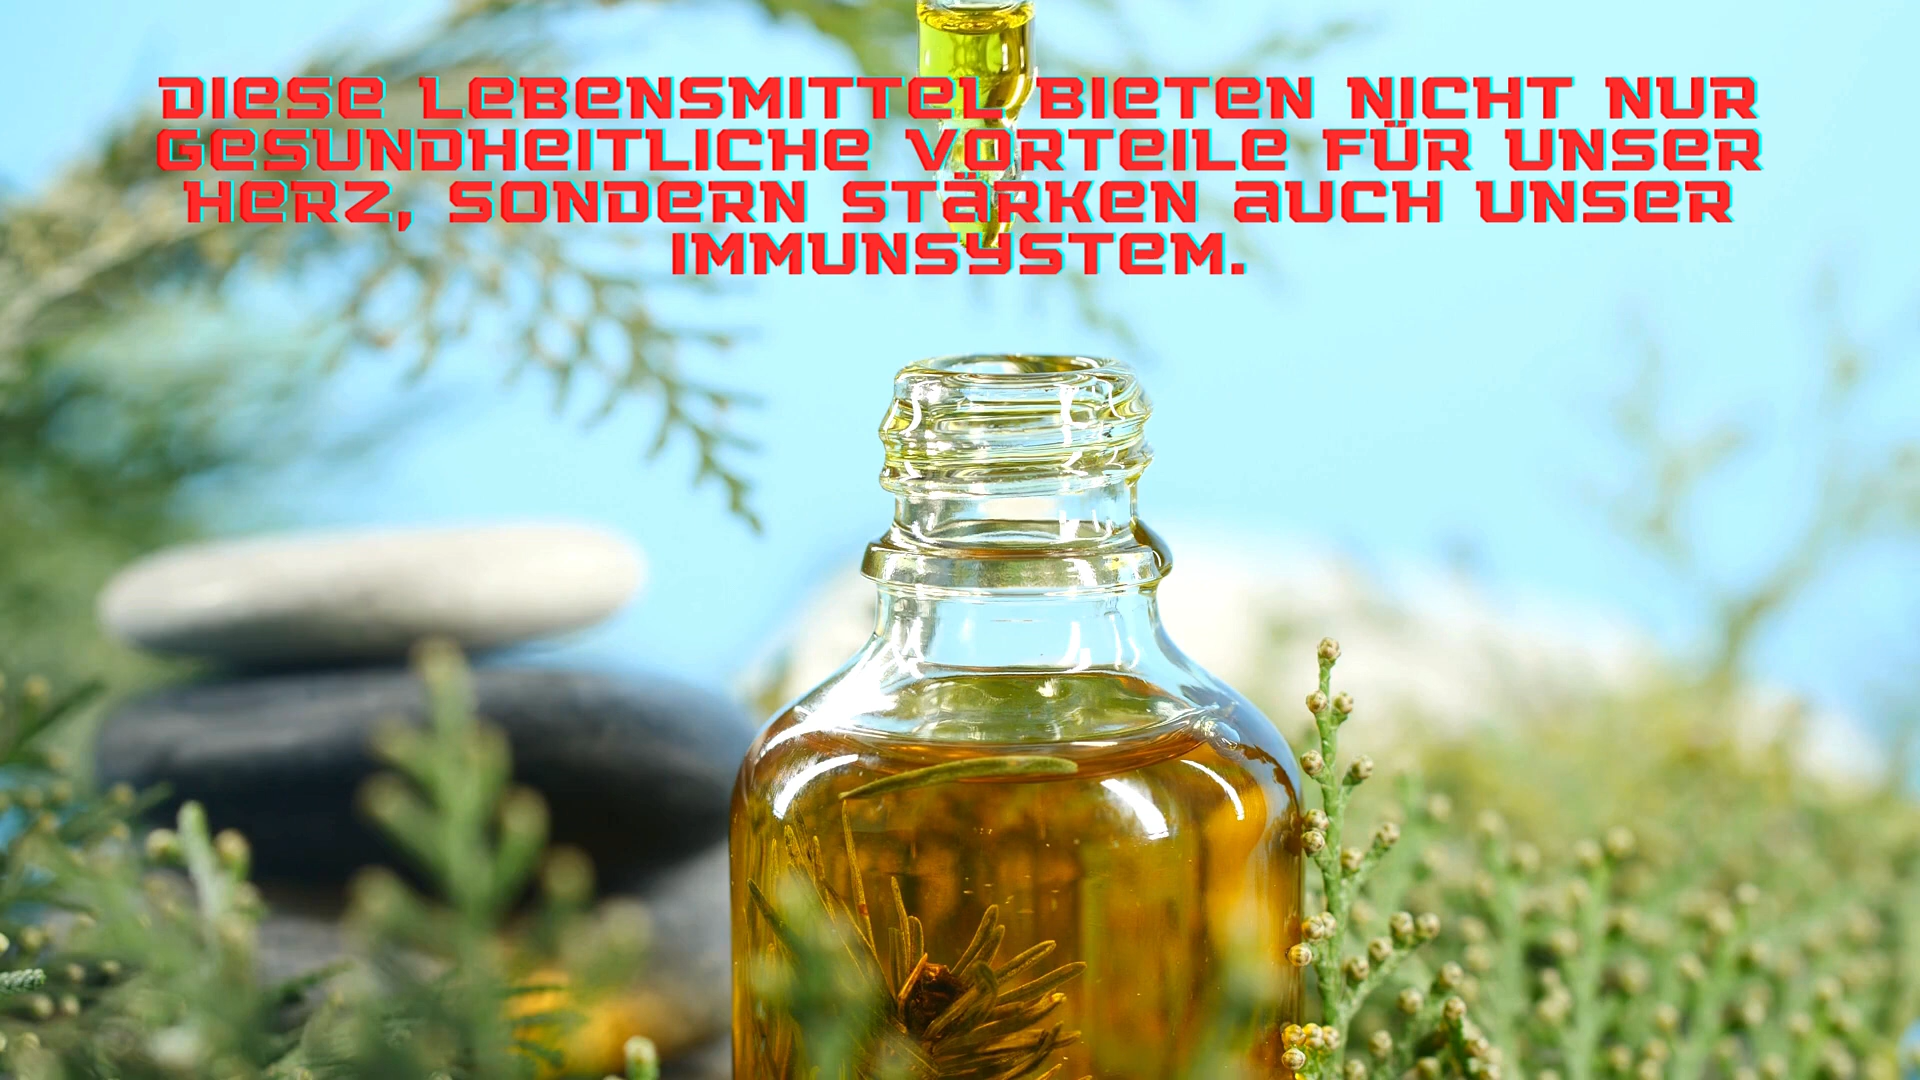 DIESE LEBENSMITTEL BIETEN NICHT NUR
GESUNDHEITLICHE VORTEILE FÜR UNSER
HERZ, SONDERN STÄRKEN AUCH UNSER
IMMUNSYSTEM.